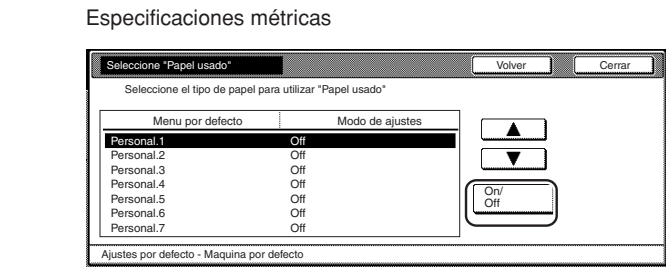 Especificaciones métricas
Seleccione "Papel usado" Volver Cerrar
Seleccione el tipo de papel para utilizar "Papel usado"
Menu por defecto Modo de ajustes
Personal.1 Off
Personal.2 Off
Personal.3 Off
Personal.4 Off
Personal.5 Off
Personal.6 Off
Personal.7 Off
On/
Off
Ajustes por defecto - Maquina por defecto